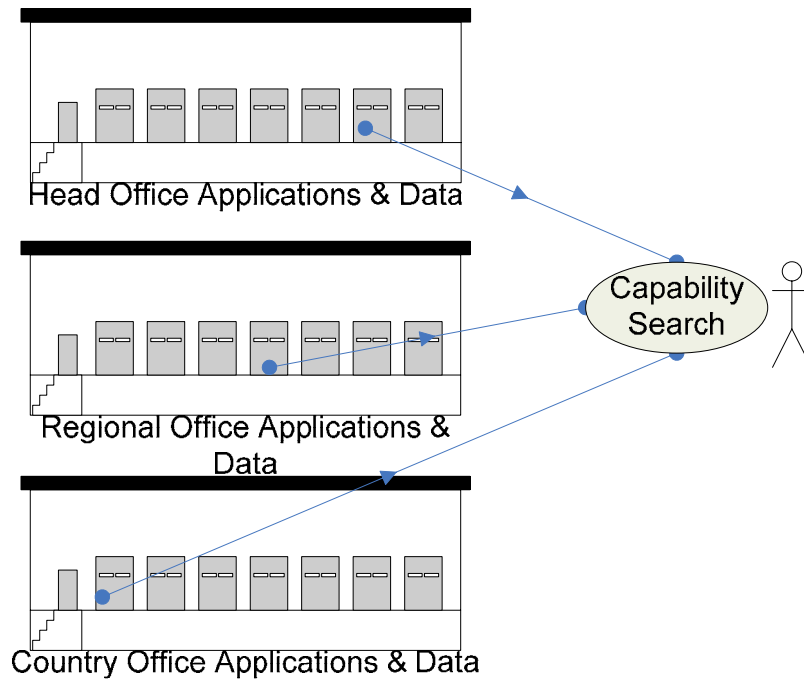 Head Office Applications & Data
Capability
Search
Regional Office Applications &
Data
Country Office Applications & Data